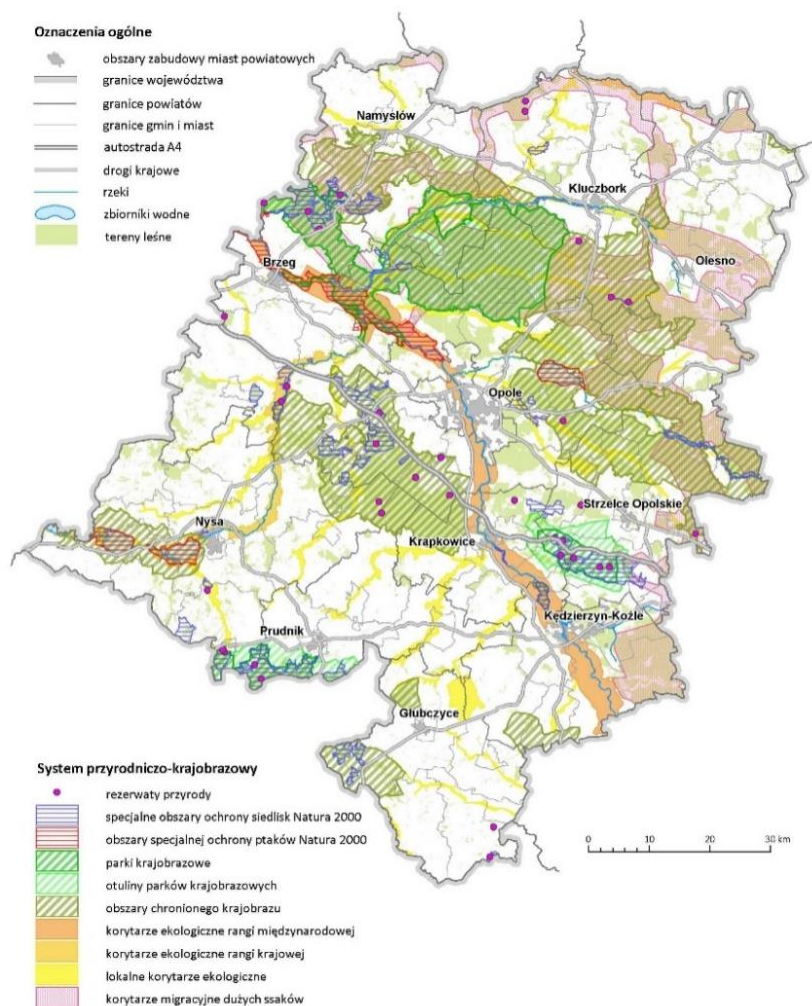 Oznaczenia ogólne
obszary zabudowy miast powiatowych
granice województwa
granice powiatów
granice gmin i miast
autostrada A4
drogi krajowe
rzeki
zbiorniki wodne
tereny leśne
Namysłów
Kluczbork
Olesno
Brzeg
Opole
Strzelce Opolskie
Nysa
Krapkowice
Kędzierzyn-Koźle
Prudnik
Głubczyce
System przyrodniczo-krajobrazowy
rezerwaty przyrody
specjalne obszary ochrony siedlisk Natura 2000
obszary specjalnej ochrony ptaków Natura 2000
parki krajobrazowe
otuliny parków krajobrazowych
obszary chronionego krajobrazu
korytarze ekologiczne rangi międzynarodowej
korytarze ekologiczne rangi krajowej
lokalne korytarze ekologiczne
korytarze migracyjne dużych ssaków
0 10 20 30 km